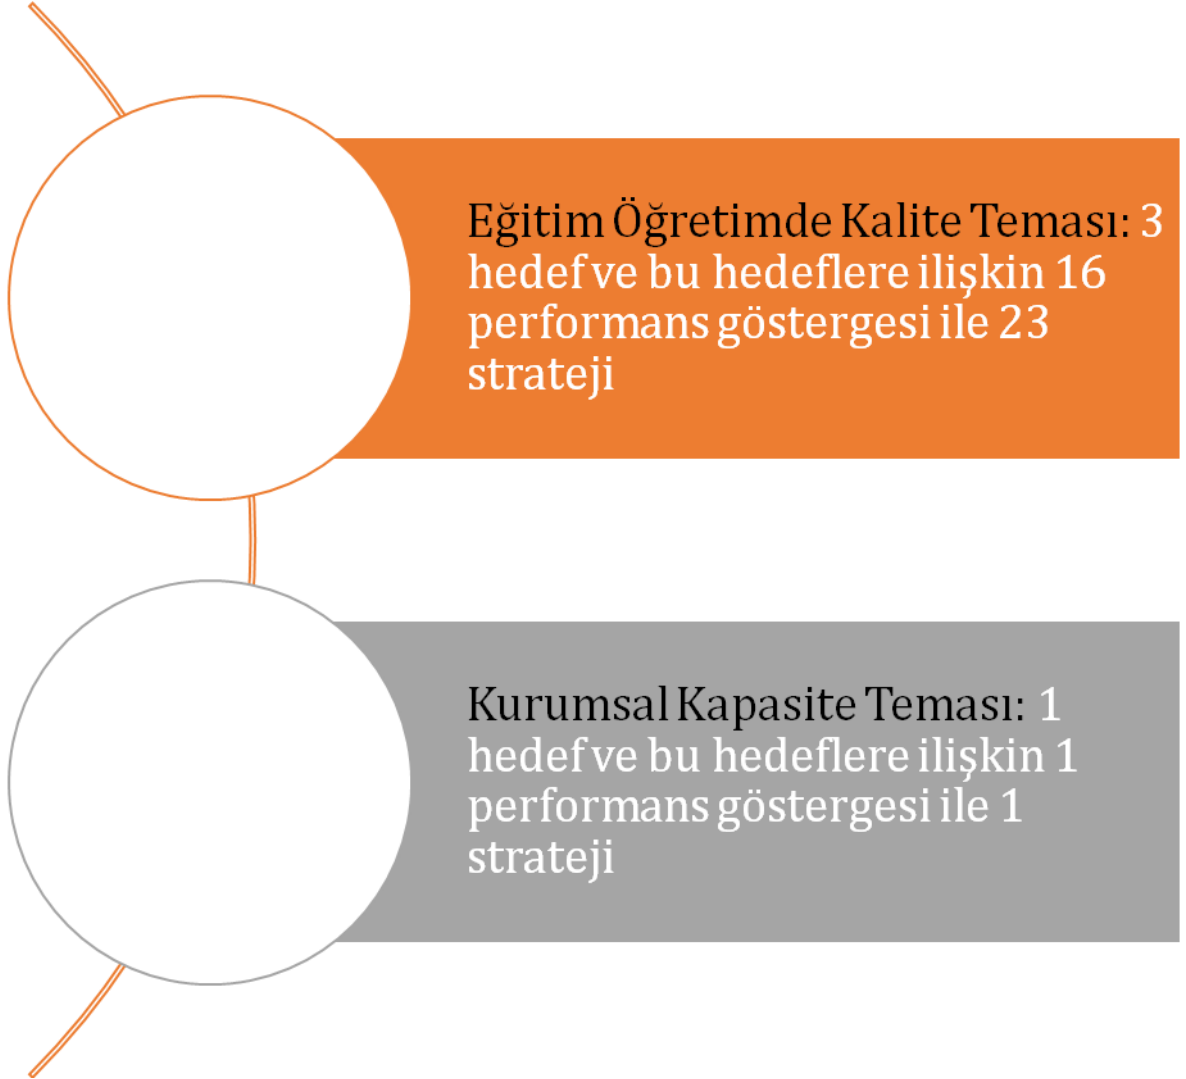 Eğitim Öğretimde Kalite Teması: 3
hedef ve bu hedeflere ilişkin 16
performans göstergesi ile 23
strateji
Kurumsal Kapasite Teması: 1
hedef ve bu hedeflere ilişkin 1
performans göstergesi ile 1
strateji